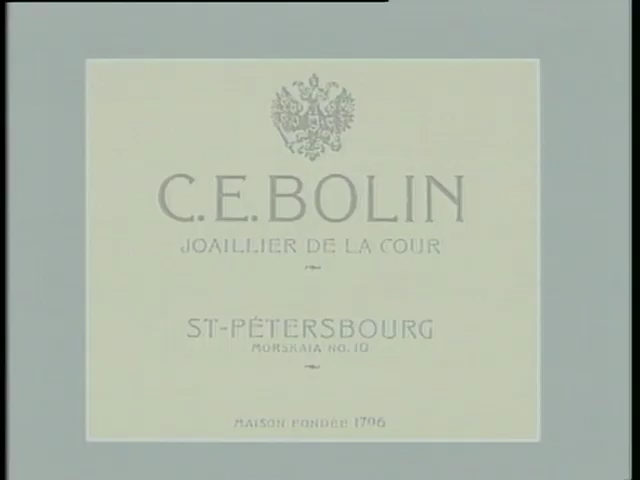 C.E.BOLIN
JOAILLIER DE LA COUR
ST-PÉTERSBOURG
MORSKAIA NO. 10
MAISON FONDÉE 1796